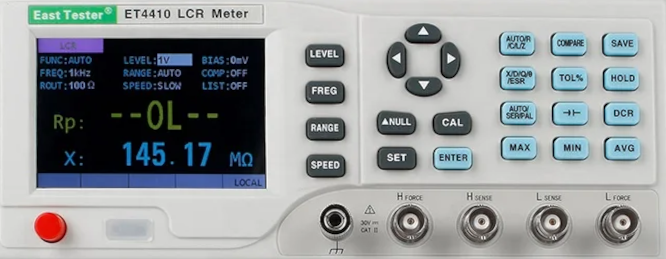 East Tester® ET4410 LCR Meter
LCR
FUNC:AUTO LEVEL:1V BIAS:0mV
FREQ:1kHz RANGE:AUTO COMP:OFF
ROUT:100Ω SPEED:SLOW LIST:OFF
Rp: --OL--
X: 145.17 MΩ
LOCAL
LEVEL
FREQ
RANGE
SPEED
▲NULL CAL
SET ENTER
AUTO/R/C/L/Z COMPARE SAVE
X/D/Q/θ/ESR TOL% HOLD
AUTO/SER/PAL DCR
MAX MIN AVG
H FORCE H SENSE L SENSE L FORCE
30V
CAT II